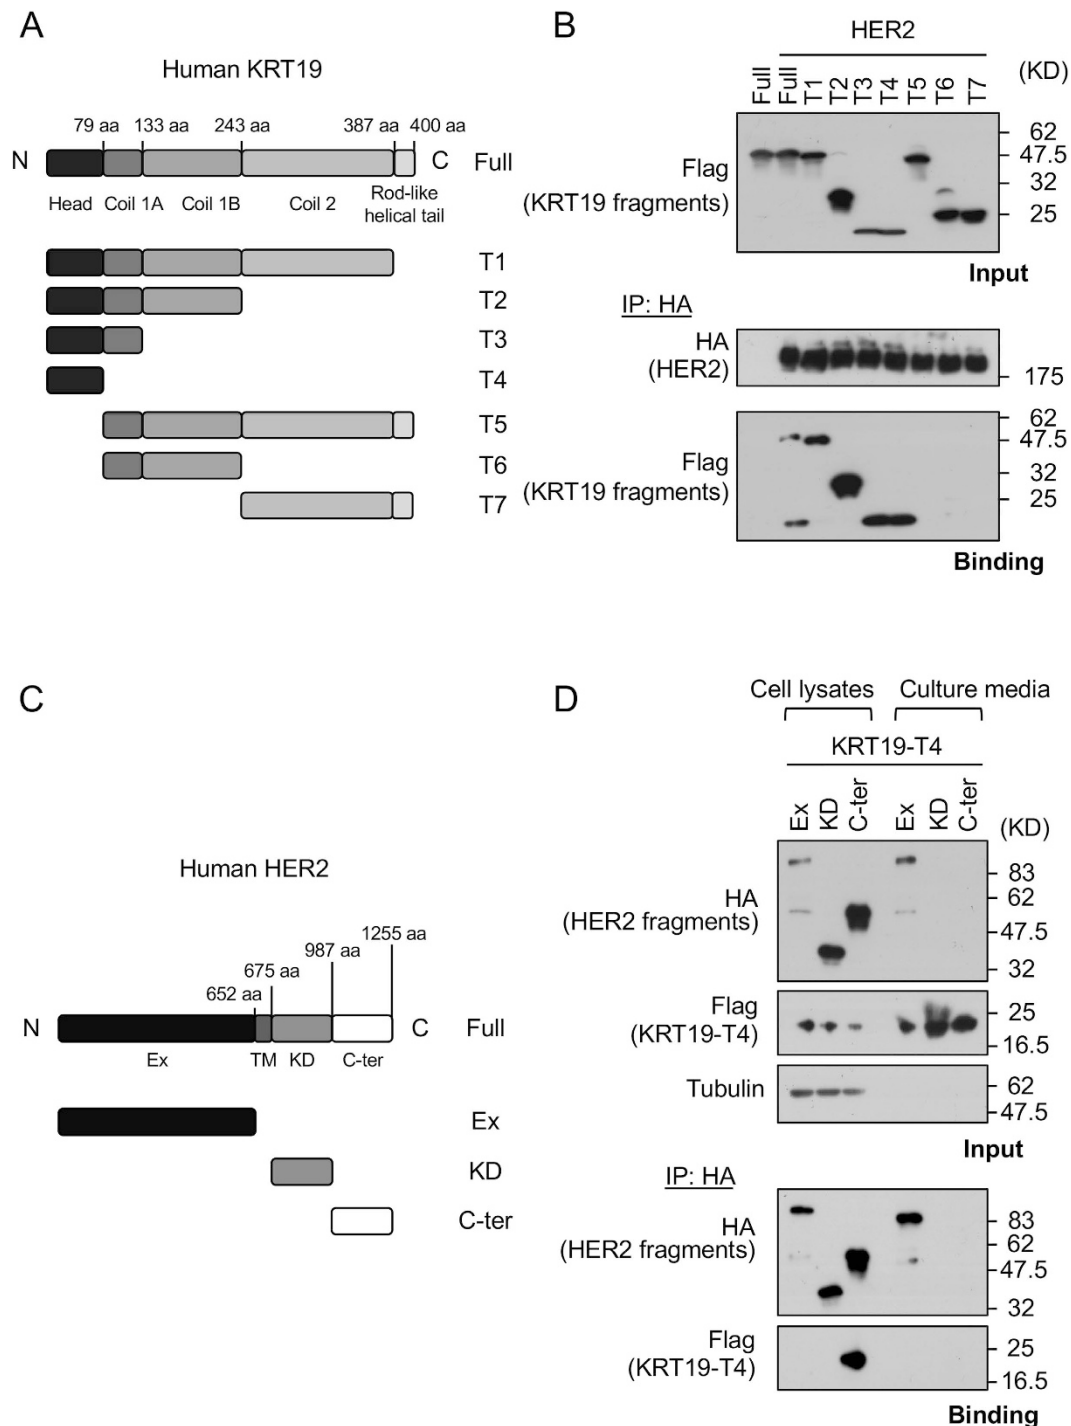 A
Human KRT19
79 aa 133 aa 243 aa 387 aa 400 aa
N C Full
Head Coil 1A Coil 1B Coil 2 Rod-like
helical tail
T1
T2
T3
T4
T5
T6
T7
B
HER2
Full Full T1 T2 T3 T4 T5 T6 T7 (KD)
Flag
(KRT19 fragments)
62
47.5
32
25
Input
IP: HA
HA
(HER2)
175
Flag
(KRT19 fragments)
62
47.5
32
25
Binding
C
Human HER2
652 aa 675 aa 987 aa 1255 aa
N C Full
Ex TM KD C-ter
Ex
KD
C-ter
D
Cell lysates Culture media
KRT19-T4
Ex KD C-ter Ex KD C-ter (KD)
HA
(HER2 fragments)
83
62
47.5
32
Flag
(KRT19-T4)
25
16.5
Tubulin
62
47.5
Input
IP: HA
HA
(HER2 fragments)
83
62
47.5
32
Flag
(KRT19-T4)
25
16.5
Binding